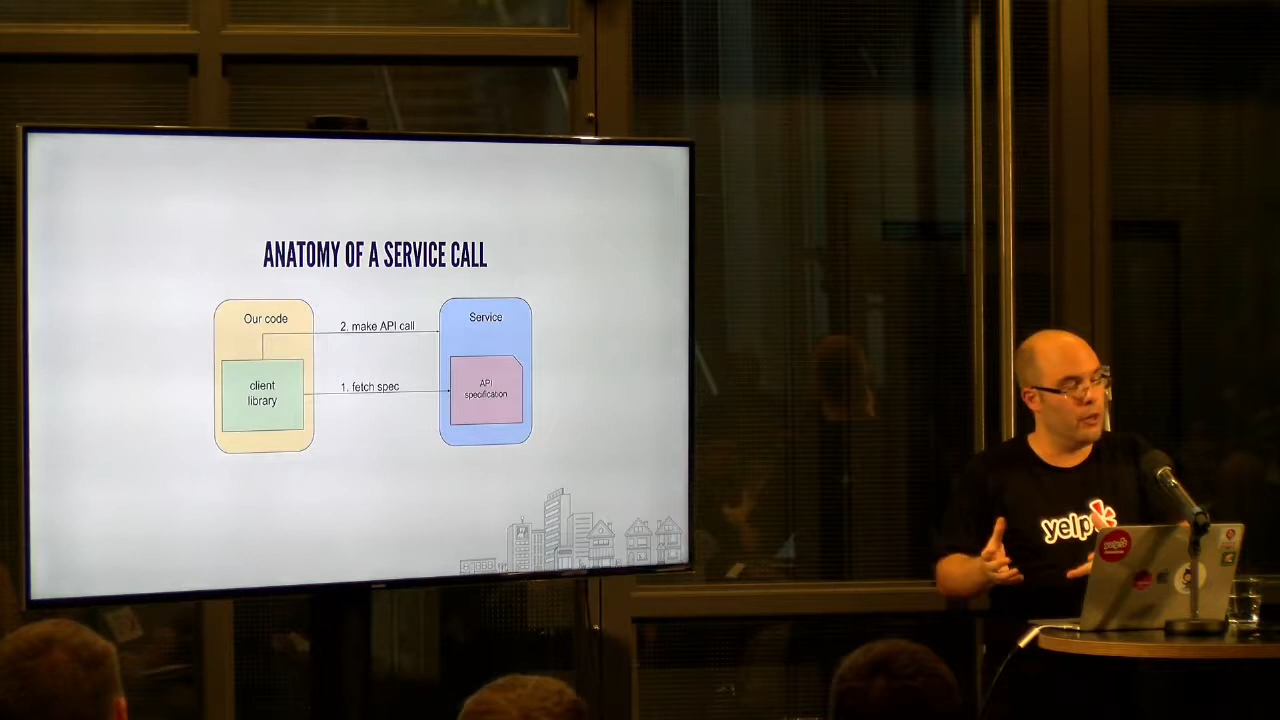 ANATOMY OF A SERVICE CALL
Our code
2. make API call
Service
client
library
1. fetch spec
API
specification
yelp
yelp